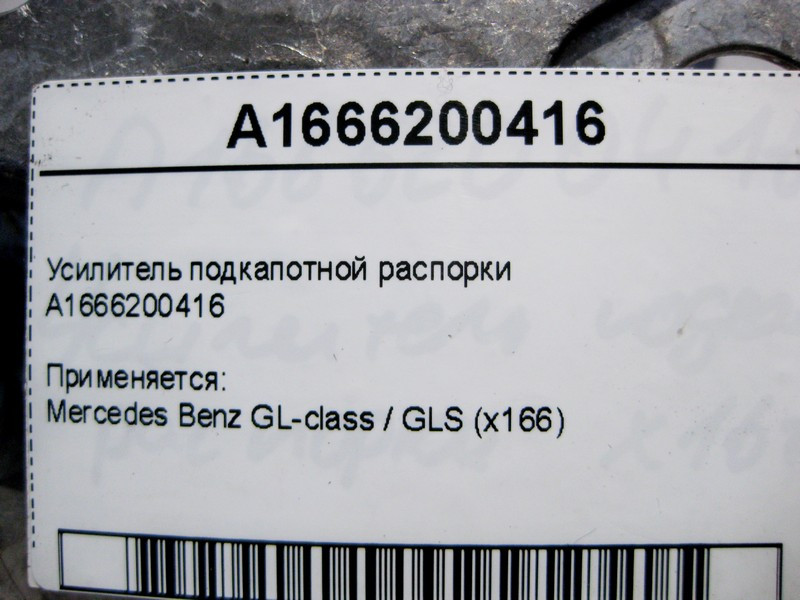 A1666200416
Усилитель подкапотной распорки
A1666200416
Применяется:
Mercedes Benz GL-class / GLS (x166)